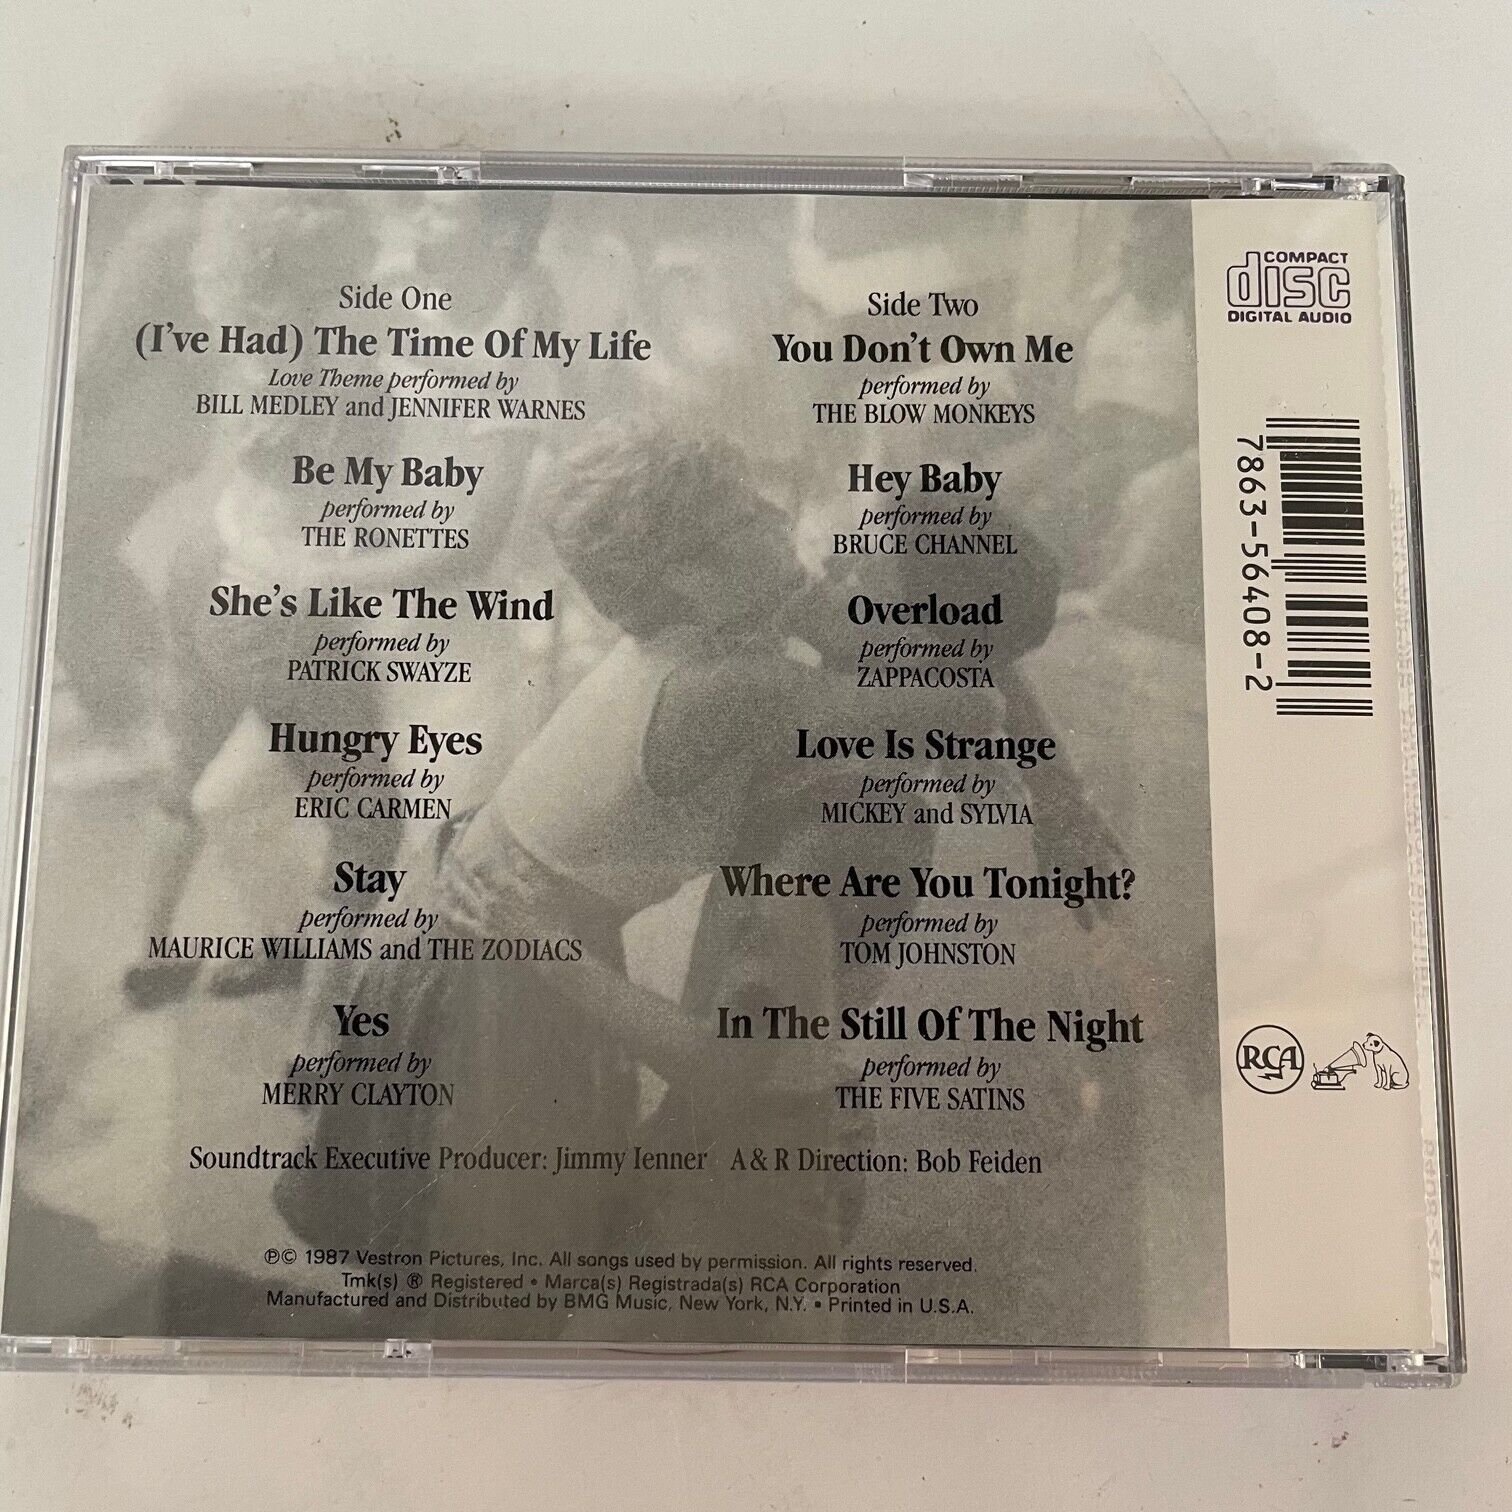 Side One
(I've Had) The Time Of My Life
Love Theme performed by
BILL MEDLEY and JENNIFER WARNES
Be My Baby
performed by
THE RONETTES
She's Like The Wind
performed by
PATRICK SWAYZE
Hungry Eyes
performed by
ERIC CARMEN
Stay
performed by
MAURICE WILLIAMS and THE ZODIACS
Yes
performed by
MERRY CLAYTON
Side Two
You Don't Own Me
performed by
THE BLOW MONKEYS
Hey Baby
performed by
BRUCE CHANNEL
Overload
performed by
ZAPPACOSTA
Love Is Strange
performed by
MICKEY and SYLVIA
Where Are You Tonight?
performed by
TOM JOHNSTON
In The Still Of The Night
performed by
THE FIVE SATINS
Soundtrack Executive Producer: Jimmy Ienner A & R Direction: Bob Feiden
℗© 1987 Vestron Pictures, Inc. All songs used by permission. All rights reserved.
Tmk(s) ® Registered • Marca(s) Registrada(s) RCA Corporation
Manufactured and Distributed by BMG Music, New York, N.Y. • Printed in U.S.A.
COMPACT
disc
DIGITAL AUDIO
7863-56408-2
RCA